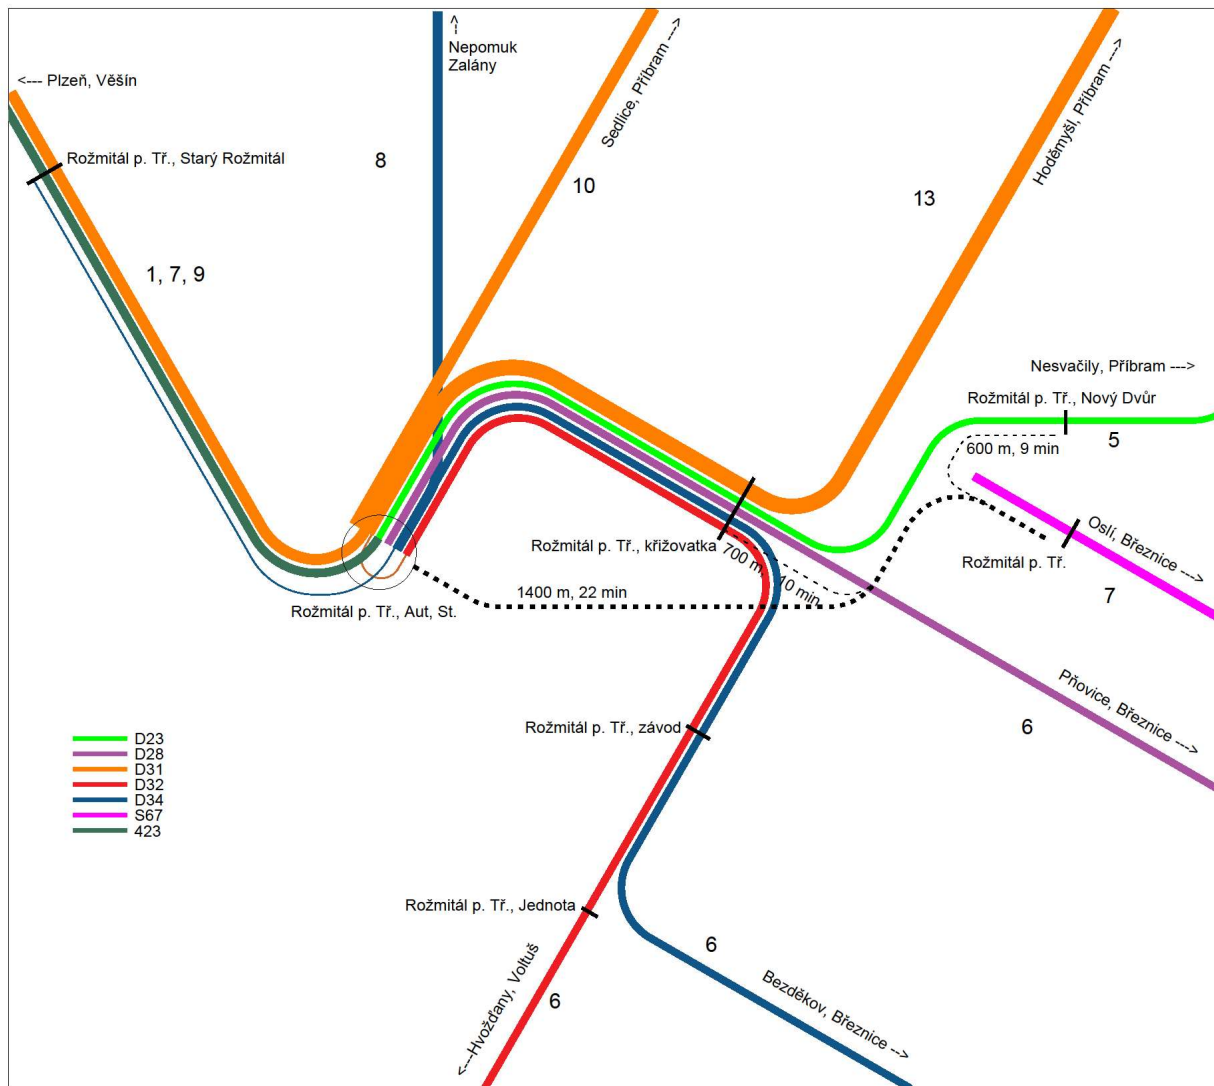 <--- Plzeň, Věšín
--->
Nepomuk
Zalány
Sedlice, Příbram --->
Hoděmyšl, Příbram --->
Rožmitál p. Tř., Starý Rožmitál
8
10
13
1, 7, 9
Nesvačily, Příbram --->
Rožmitál p. Tř., Nový Dvůr
5
600 m, 9 min
Oslí, Březnice --->
Rožmitál p. Tř., křižovatka
700 m, 10 min
Rožmitál p. Tř.
7
1400 m, 22 min
Rožmitál p. Tř., Aut, St.
Pňovice, Březnice --->
6
Rožmitál p. Tř., závod
D23
D28
D31
D32
D34
S67
423
Rožmitál p. Tř., Jednota
6
Bezděkov, Březnice -->
<---Hvožďany, Voltuš
6